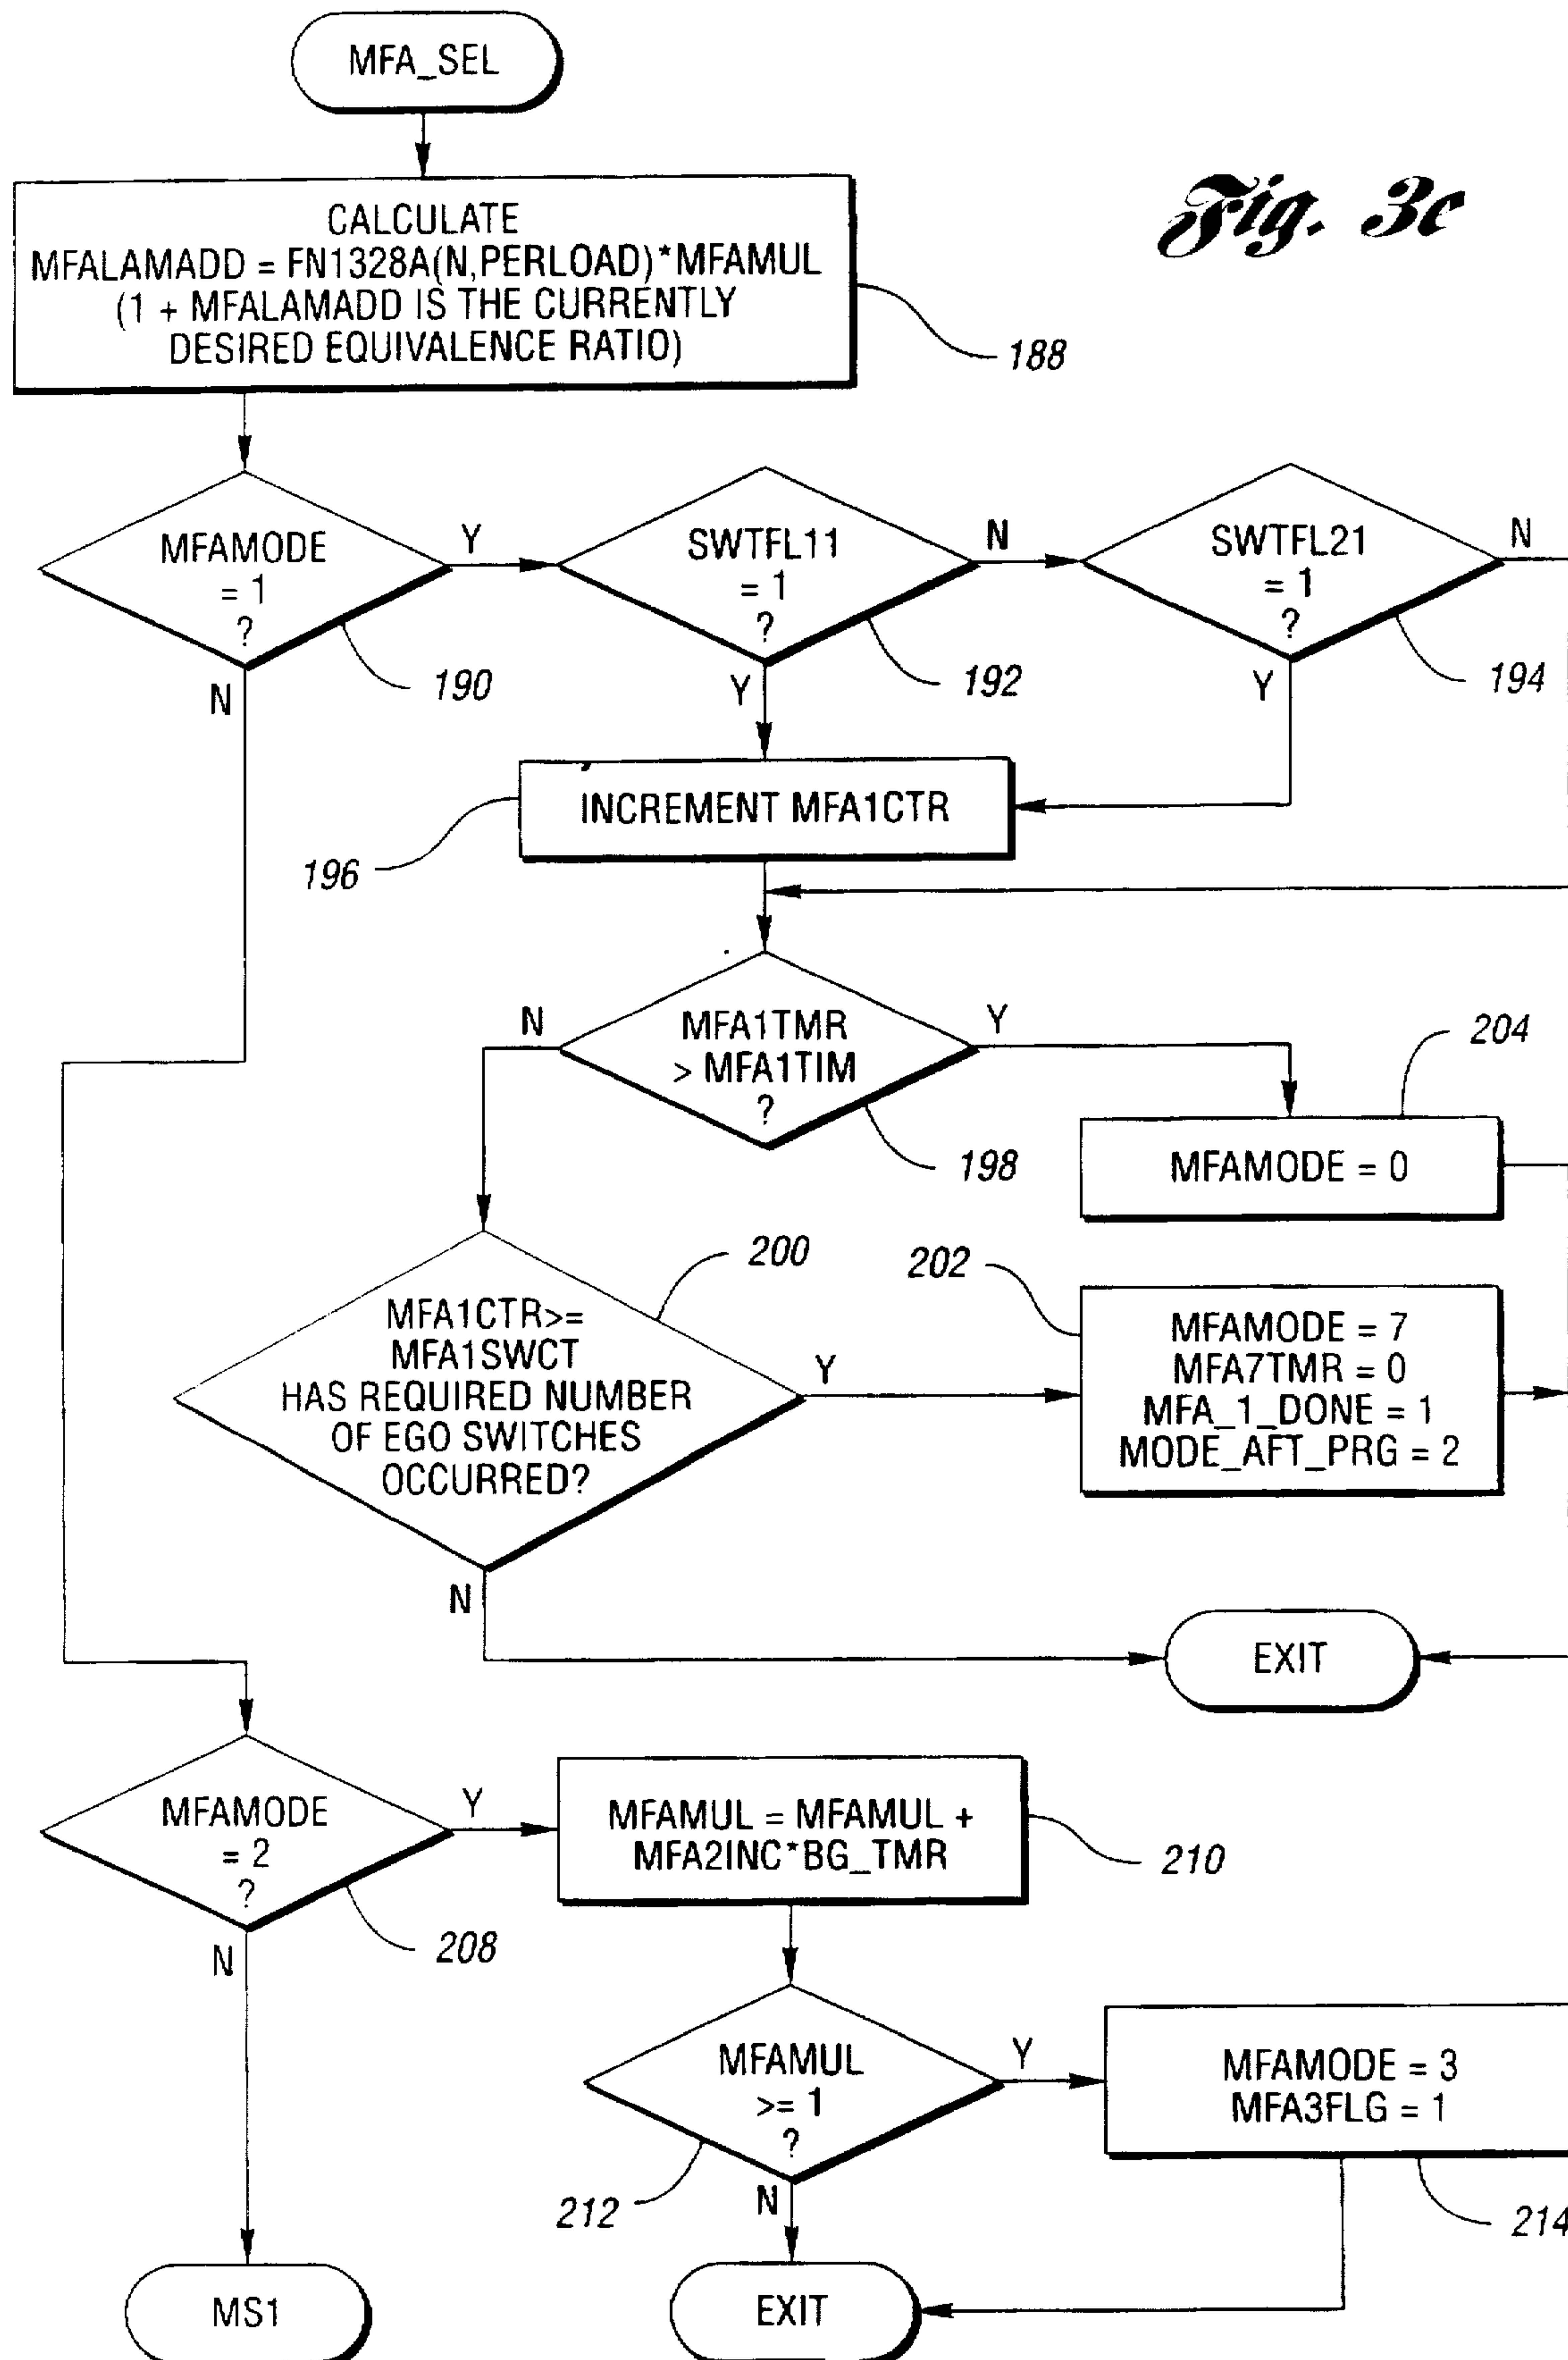 MFA_SEL
Fig. 3c
CALCULATE
MFALAMADD = FN1328A(N,PERLOAD)*MFAMUL
(1 + MFALAMADD IS THE CURRENTLY
DESIRED EQUIVALENCE RATIO)
188
MFAMODE
= 1
?
Y
N
190
SWTFL11
= 1
?
N
Y
192
SWTFL21
= 1
?
N
Y
194
INCREMENT MFA1CTR
196
MFA1TMR
> MFA1TIM
?
N
Y
198
204
MFAMODE = 0
200
MFA1CTR>=
MFA1SWCT
HAS REQUIRED NUMBER
OF EGO SWITCHES
OCCURRED?
Y
N
202
MFAMODE = 7
MFA7TMR = 0
MFA_1_DONE = 1
MODE_AFT_PRG = 2
EXIT
MFAMODE
= 2
?
Y
N
208
MFAMUL = MFAMUL +
MFA2INC*BG_TMR
210
MFAMUL
>= 1
?
Y
N
212
MFAMODE = 3
MFA3FLG = 1
214
MS1
EXIT